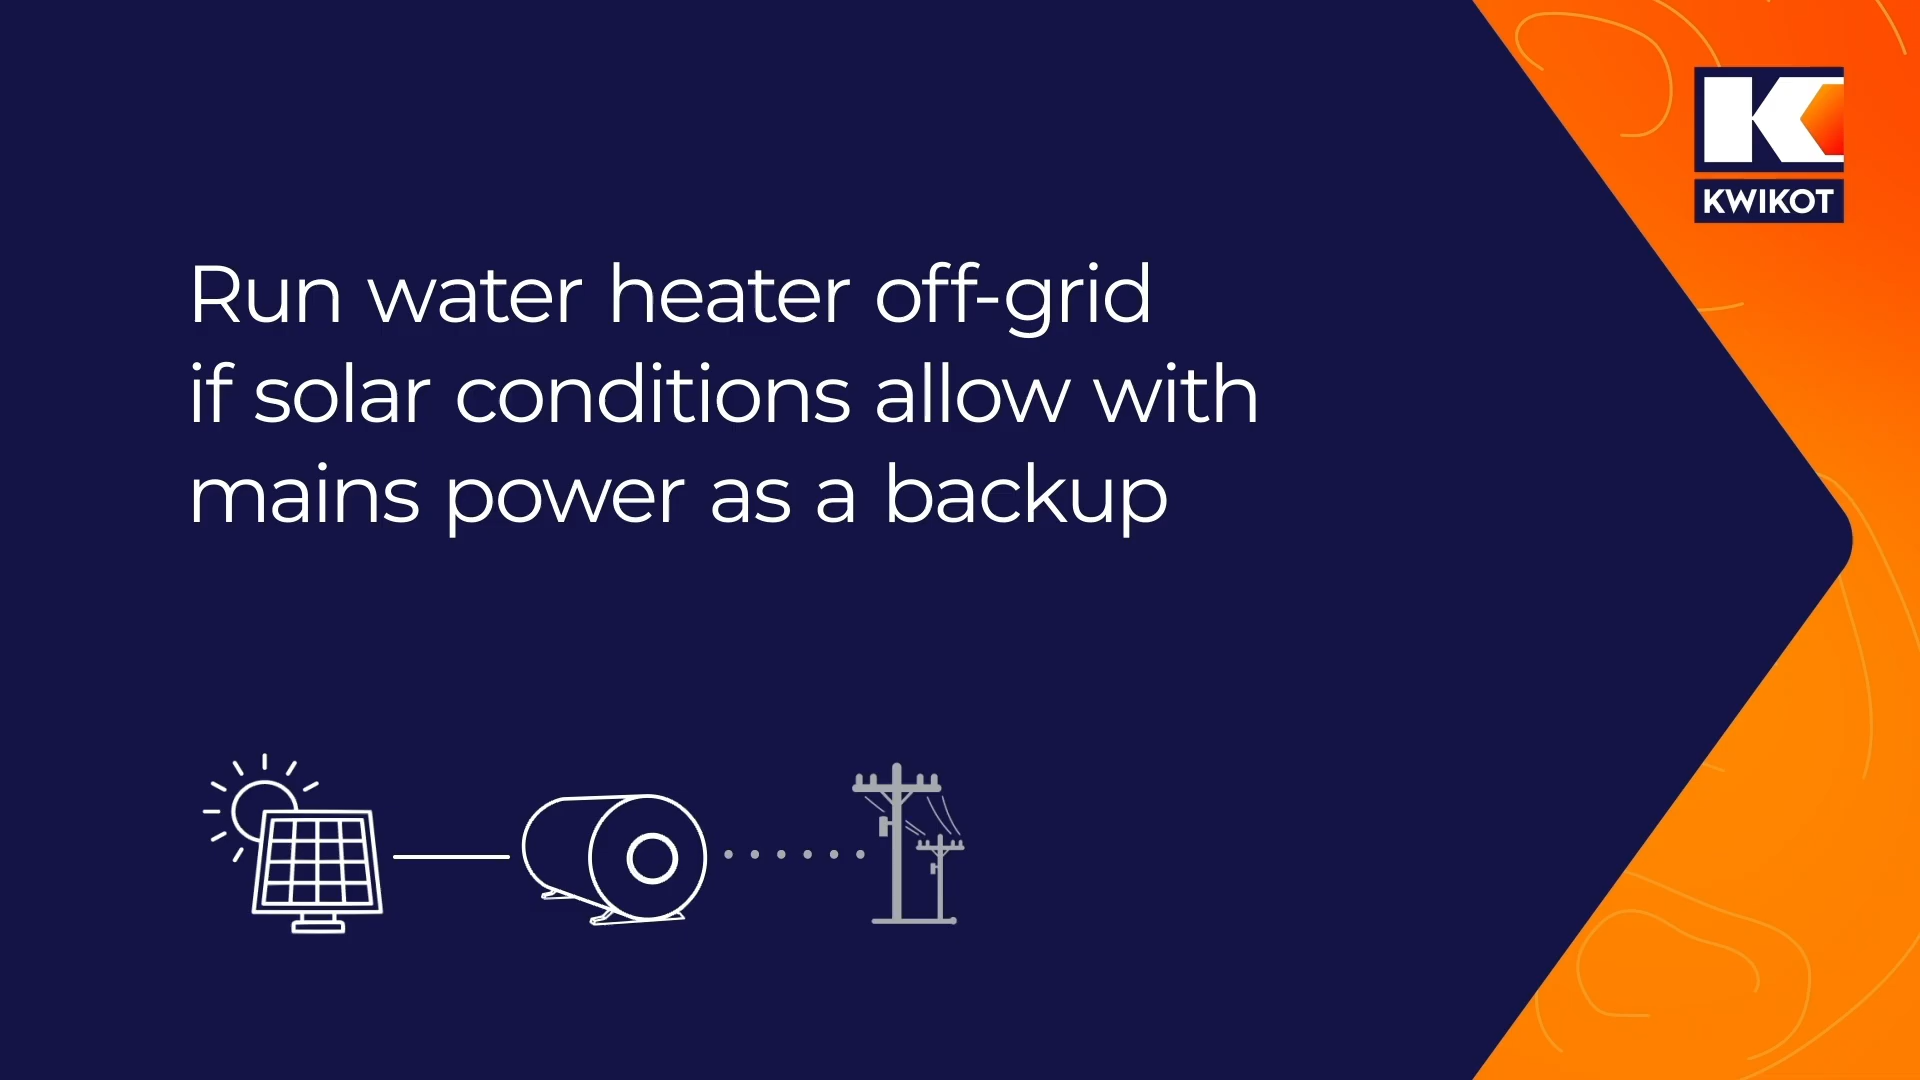 KWIKOT
Run water heater off-grid
if solar conditions allow with
mains power as a backup